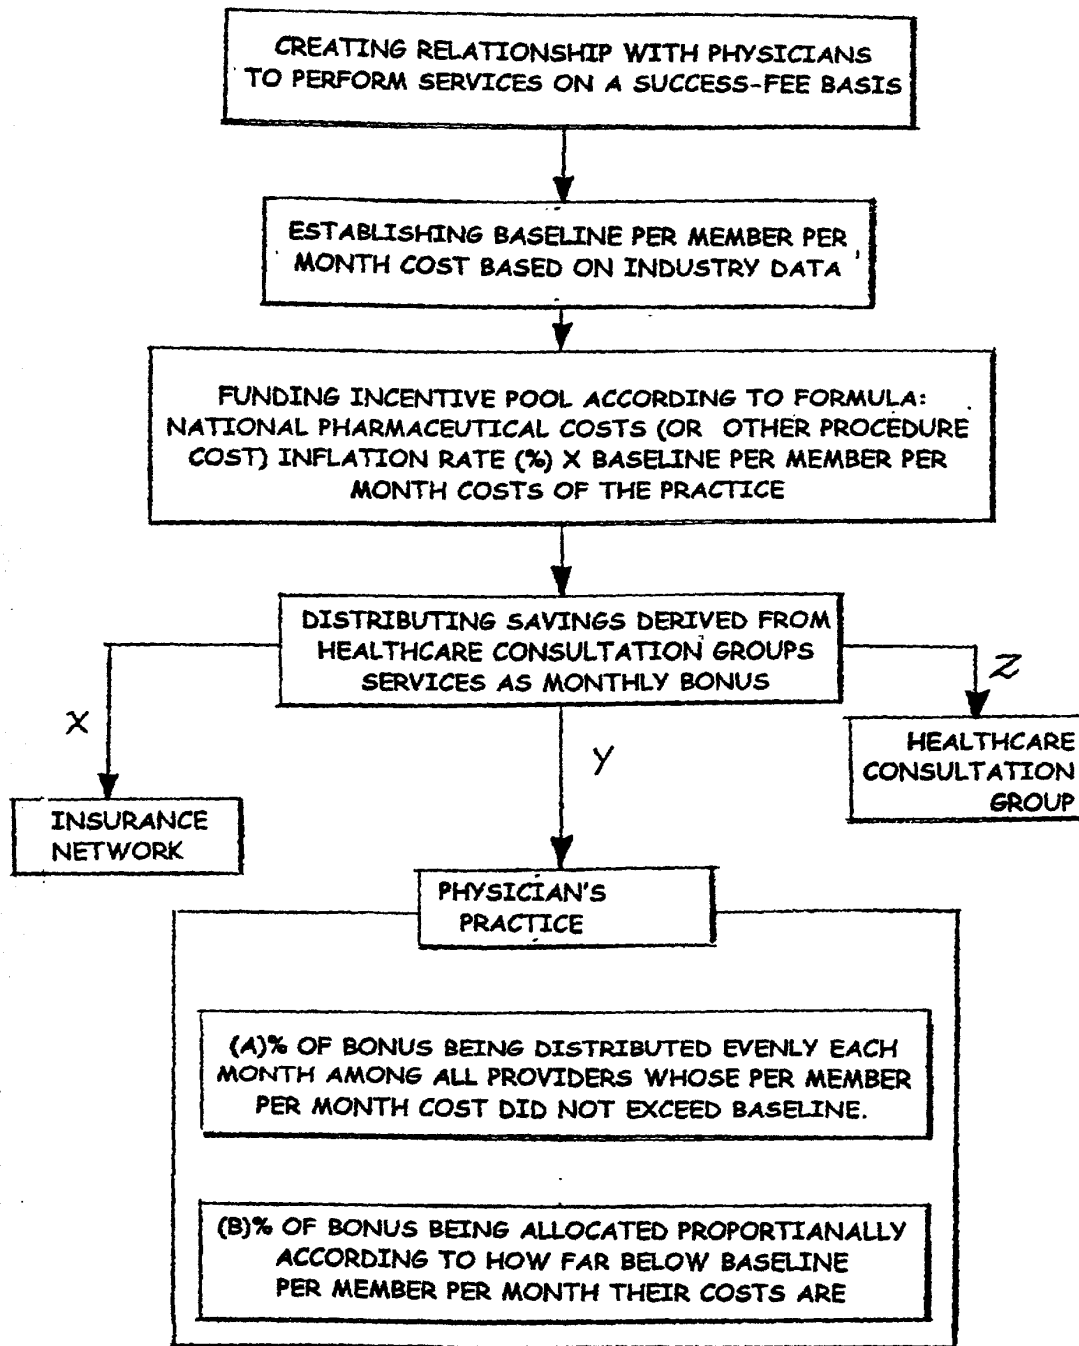 CREATING RELATIONSHIP WITH PHYSICIANS
TO PERFORM SERVICES ON A SUCCESS-FEE BASIS
ESTABLISHING BASELINE PER MEMBER PER
MONTH COST BASED ON INDUSTRY DATA
FUNDING INCENTIVE POOL ACCORDING TO FORMULA:
NATIONAL PHARMACEUTICAL COSTS (OR OTHER PROCEDURE
COST) INFLATION RATE (%) X BASELINE PER MEMBER PER
MONTH COSTS OF THE PRACTICE
DISTRIBUTING SAVINGS DERIVED FROM
HEALTHCARE CONSULTATION GROUPS
SERVICES AS MONTHLY BONUS
X
Y
Z
INSURANCE
NETWORK
HEALTHCARE
CONSULTATION
GROUP
PHYSICIAN'S
PRACTICE
(A)% OF BONUS BEING DISTRIBUTED EVENLY EACH
MONTH AMONG ALL PROVIDERS WHOSE PER MEMBER
PER MONTH COST DID NOT EXCEED BASELINE.
(B)% OF BONUS BEING ALLOCATED PROPORTIANALLY
ACCORDING TO HOW FAR BELOW BASELINE
PER MEMBER PER MONTH THEIR COSTS ARE